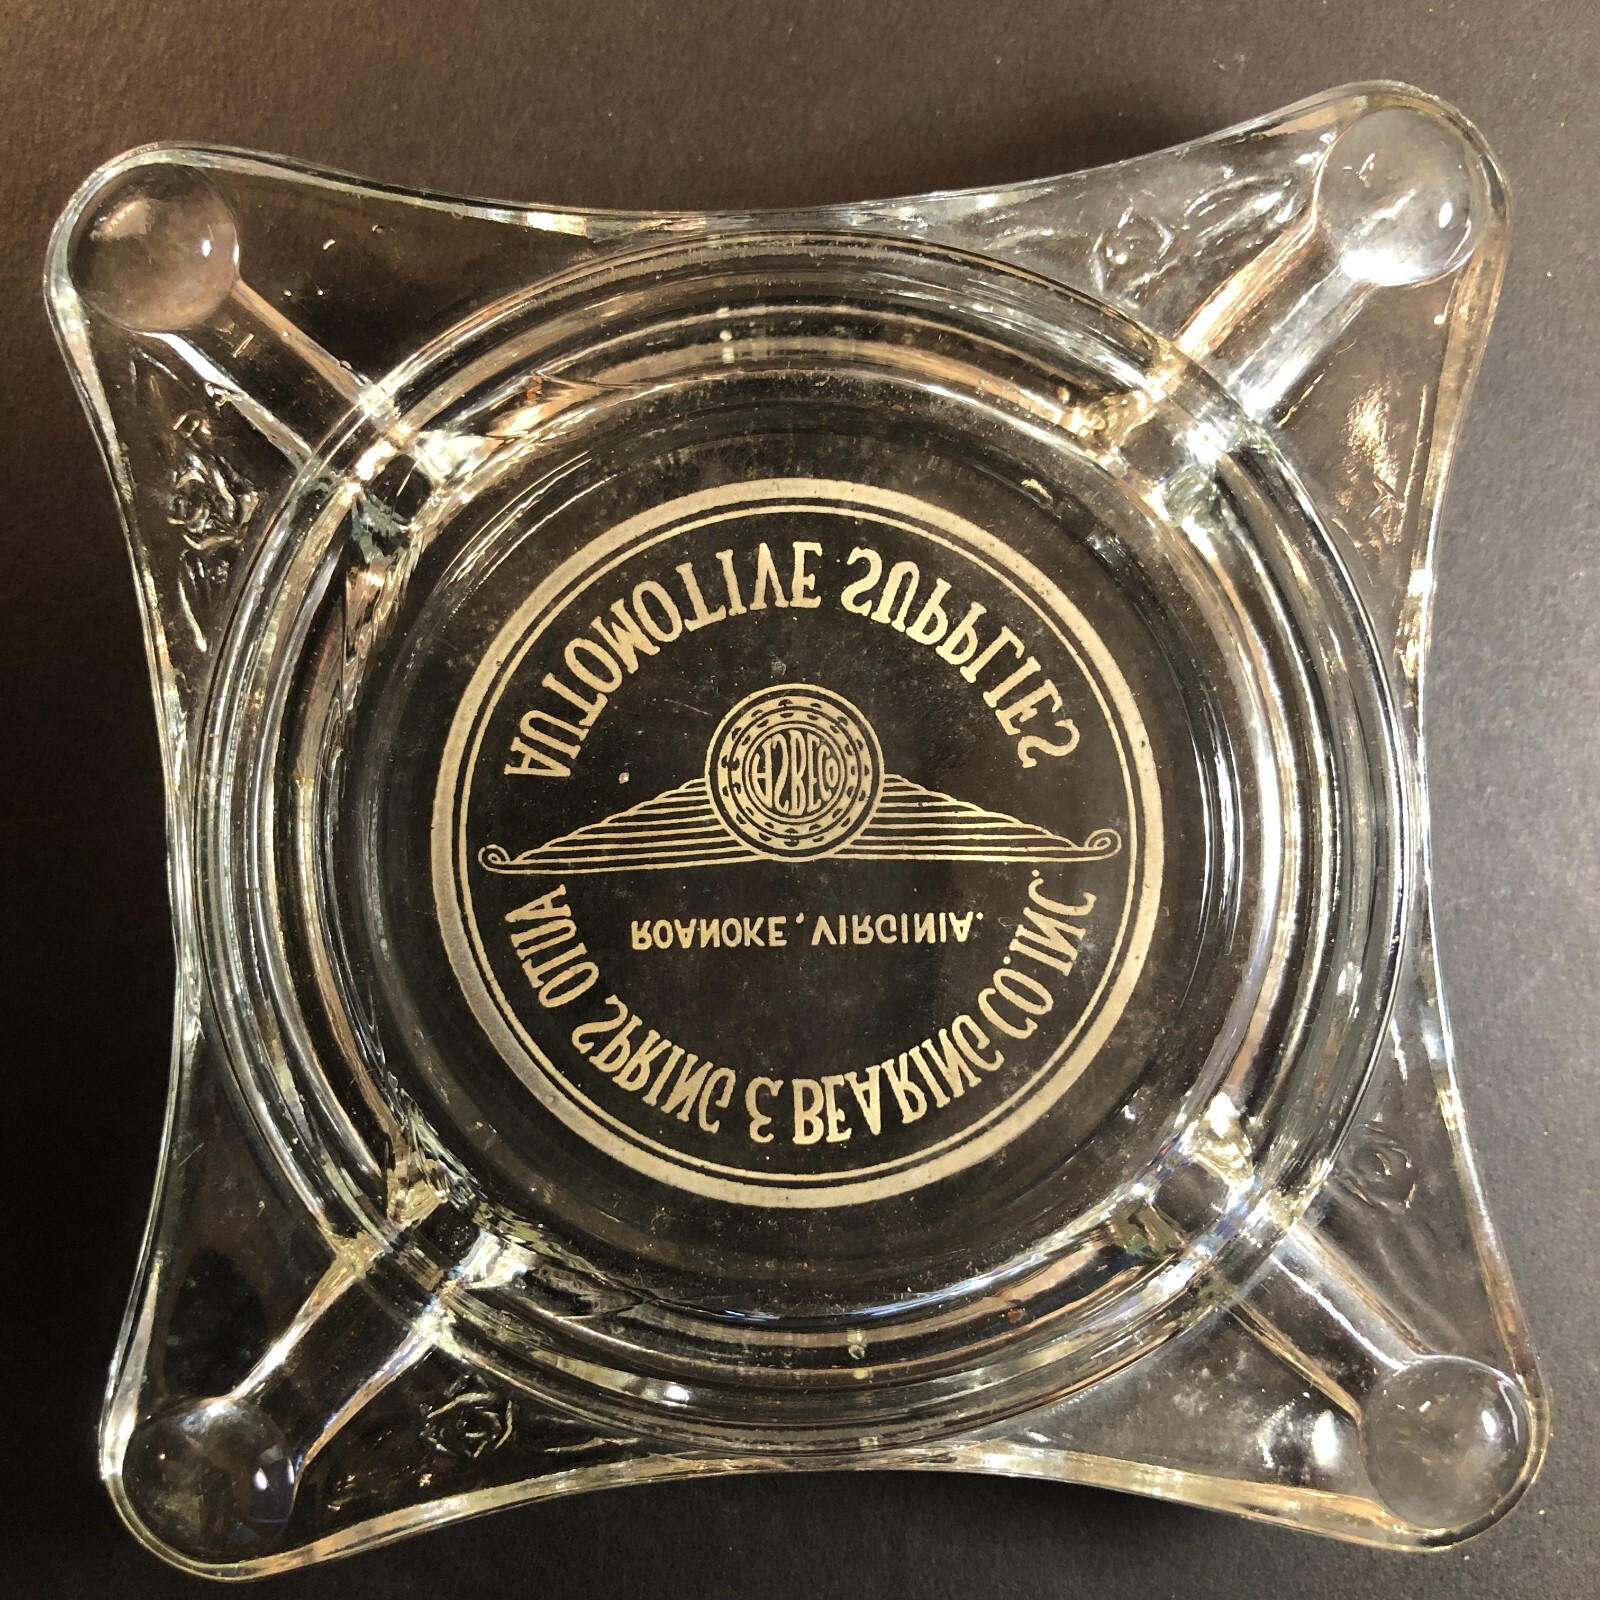 AUTO SPRING & BEARING CO. INC.
ROANOKE, VIRGINIA.
ASBECO
AUTOMOTIVE SUPPLIES